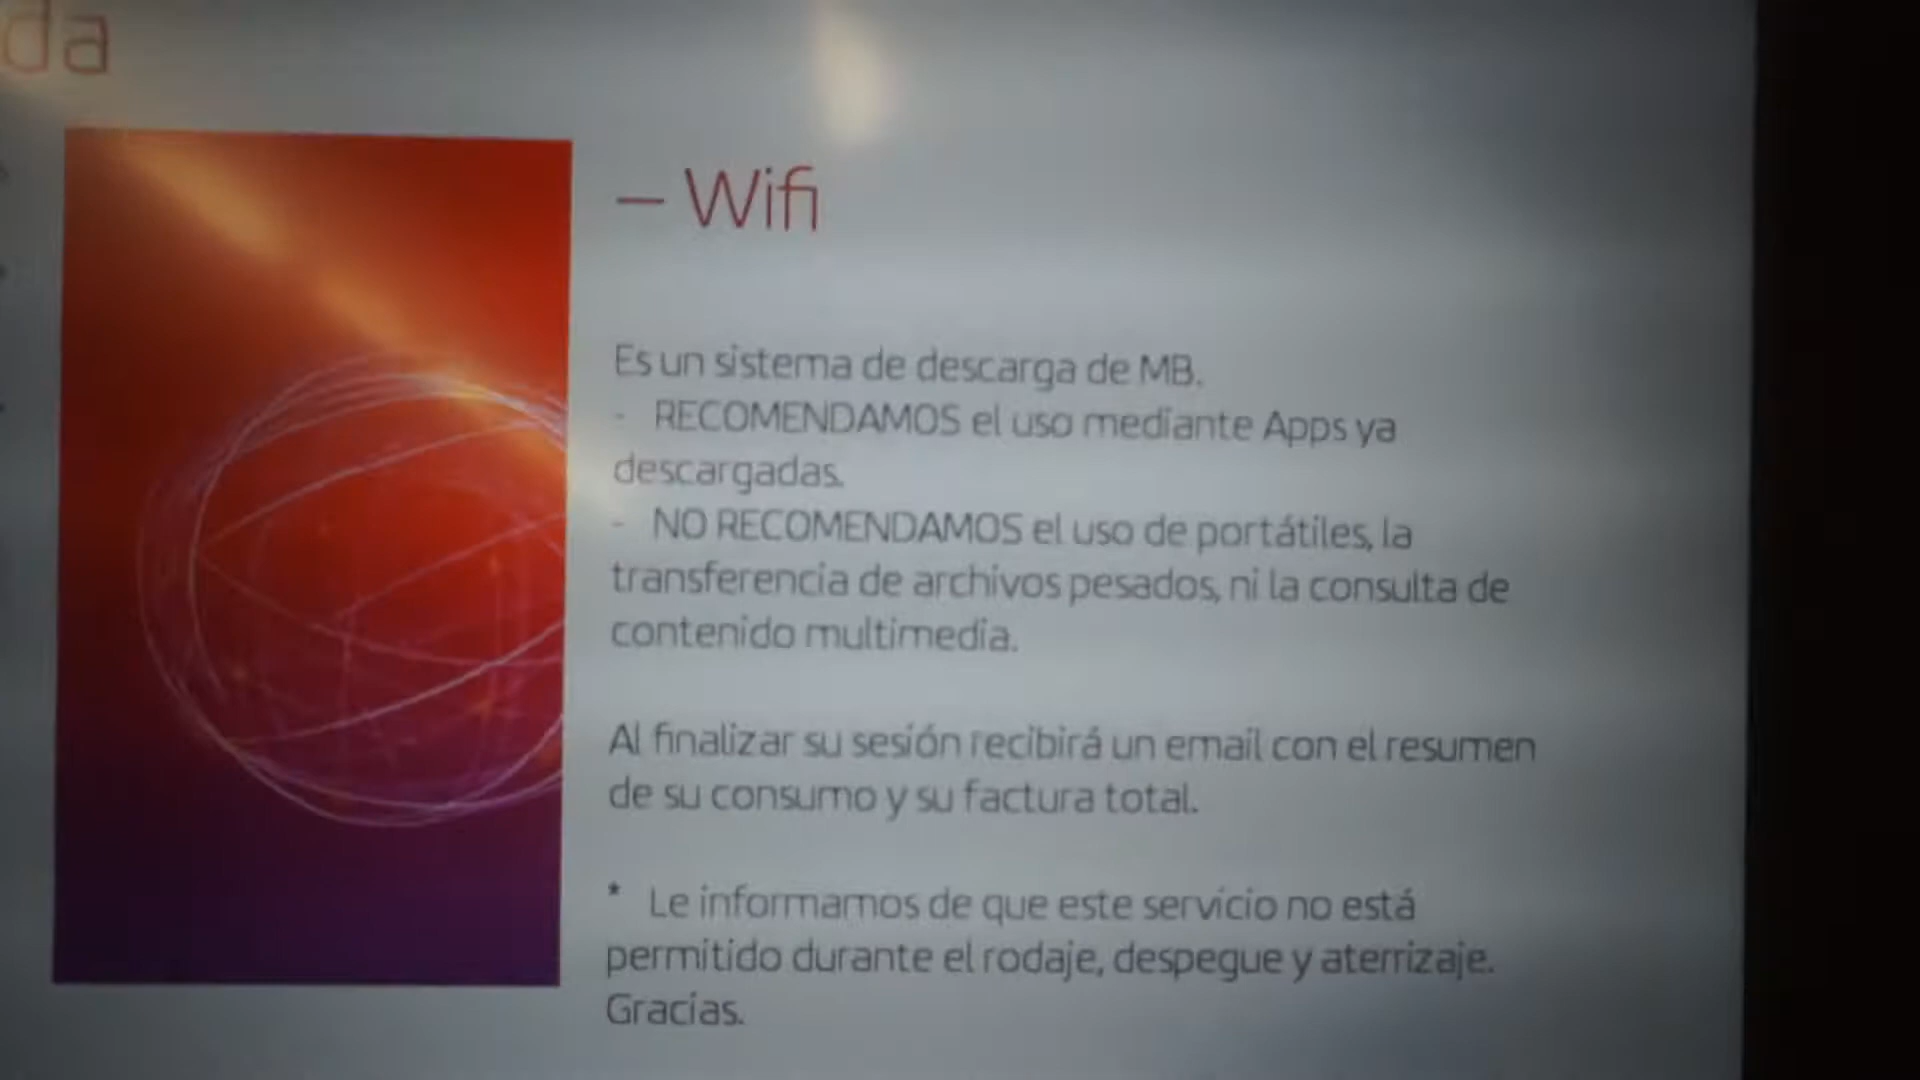 da
– Wifi
Es un sistema de descarga de MB.
- RECOMENDAMOS el uso mediante Apps ya
descargadas.
- NO RECOMENDAMOS el uso de portátiles, la
transferencia de archivos pesados, ni la consulta de
contenido multimedia.
Al finalizar su sesión recibirá un email con el resumen
de su consumo y su factura total.
* Le informamos de que este servicio no está
permitido durante el rodaje, despegue y aterrizaje.
Gracias.